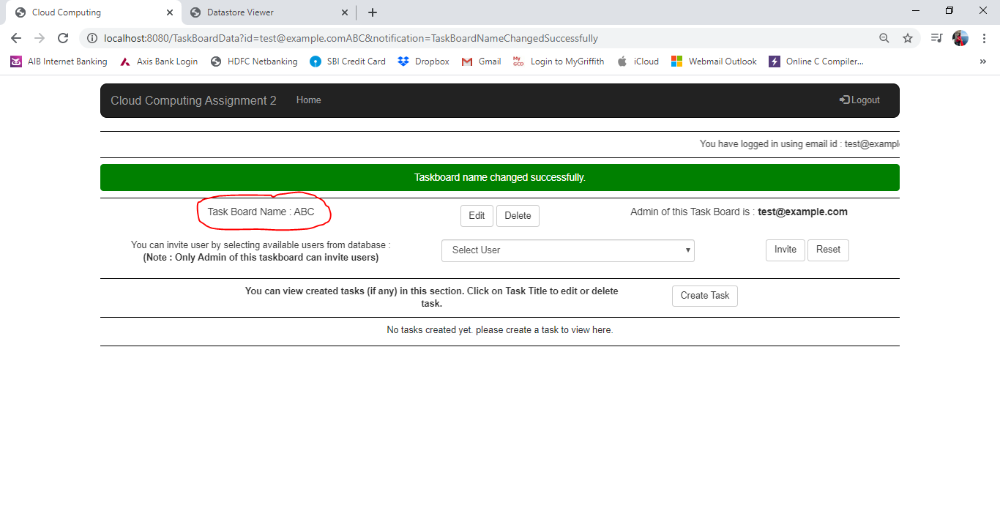 Cloud Computing
Datastore Viewer
localhost:8080/TaskBoardData?id=test@example.comABC&notification=TaskBoardNameChangedSuccessfully
AIB Internet Banking Axis Bank Login HDFC Netbanking SBI Credit Card Dropbox Gmail My GCD. Login to MyGriffith iCloud Webmail Outlook Online C Compiler... »
Cloud Computing Assignment 2 Home Logout
You have logged in using email id : test@exampl
Taskboard name changed successfully.
Task Board Name : ABC Edit Delete Admin of this Task Board is : test@example.com
You can invite user by selecting available users from database :
(Note : Only Admin of this taskboard can invite users)
Select User
Invite Reset
You can view created tasks (if any) in this section. Click on Task Title to edit or delete
task.
Create Task
No tasks created yet. please create a task to view here.